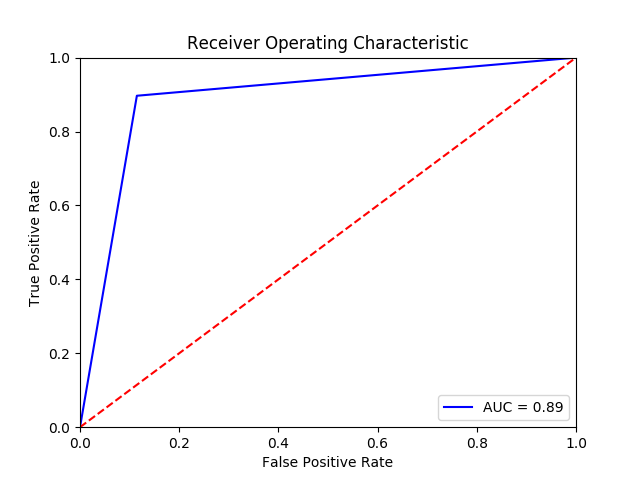 Receiver Operating Characteristic
1.0
0.8
0.6
0.4
0.2
0.0
True Positive Rate
AUC = 0.89
0.0 0.2 0.4 0.6 0.8 1.0
False Positive Rate